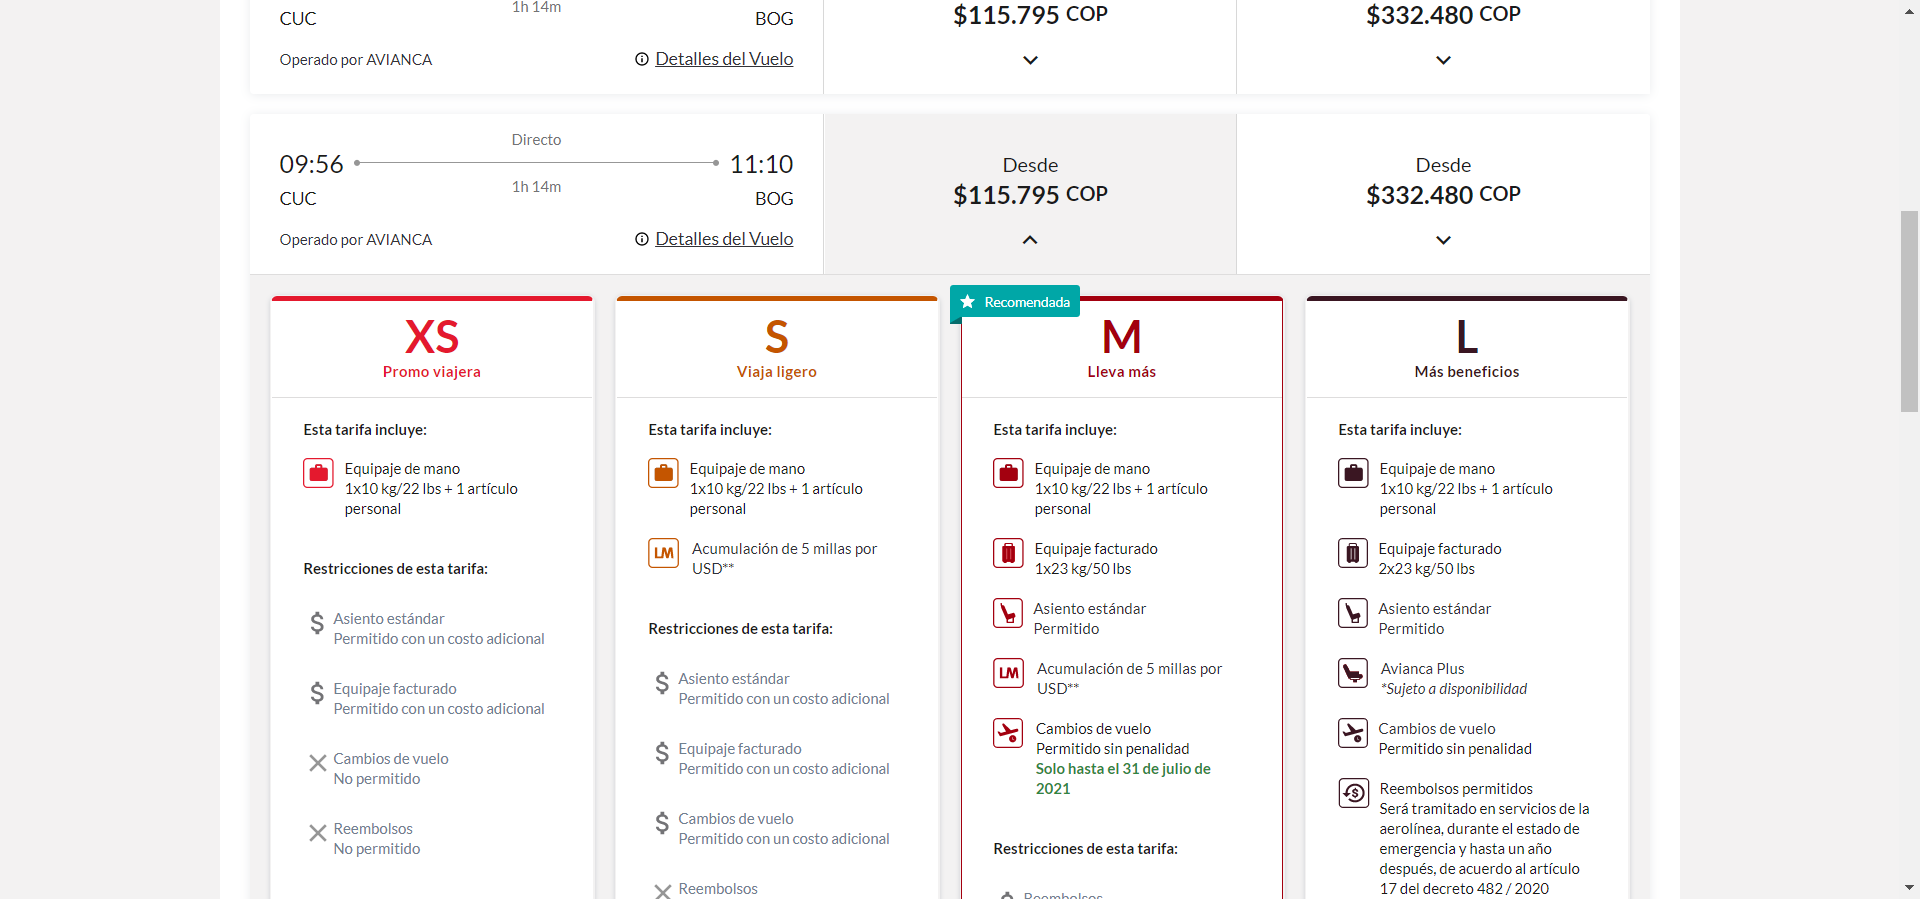 1h 14m
CUC
BOG
$115.795 COP
$332.480 COP
Operado por AVIANCA
Detalles del Vuelo
Directo
09:56
11:10
1h 14m
CUC
BOG
Operado por AVIANCA
Detalles del Vuelo
Desde
$115.795 COP
Desde
$332.480 COP
XS
Promo viajera
Esta tarifa incluye:
Equipaje de mano
1x10 kg/22 lbs + 1 artículo
personal
Restricciones de esta tarifa:
Asiento estándar
Permitido con un costo adicional
Equipaje facturado
Permitido con un costo adicional
Cambios de vuelo
No permitido
Reembolsos
No permitido
S
Viaja ligero
Esta tarifa incluye:
Equipaje de mano
1x10 kg/22 lbs + 1 artículo
personal
LM
Acumulación de 5 millas por
USD**
Restricciones de esta tarifa:
Asiento estándar
Permitido con un costo adicional
Equipaje facturado
Permitido con un costo adicional
Cambios de vuelo
Permitido con un costo adicional
Reembolsos
Recomendada
M
Lleva más
Esta tarifa incluye:
Equipaje de mano
1x10 kg/22 lbs + 1 artículo
personal
Equipaje facturado
1x23 kg/50 lbs
Asiento estándar
Permitido
LM
Acumulación de 5 millas por
USD**
Cambios de vuelo
Permitido sin penalidad
Solo hasta el 31 de julio de
2021
Restricciones de esta tarifa:
Reembolsos
L
Más beneficios
Esta tarifa incluye:
Equipaje de mano
1x10 kg/22 lbs + 1 artículo
personal
Equipaje facturado
2x23 kg/50 lbs
Asiento estándar
Permitido
Avianca Plus
*Sujeto a disponibilidad
Cambios de vuelo
Permitido sin penalidad
Reembolsos permitidos
Será tramitado en servicios de la
aerolínea, durante el estado de
emergencia y hasta un año
después, de acuerdo al artículo
17 del decreto 482 / 2020